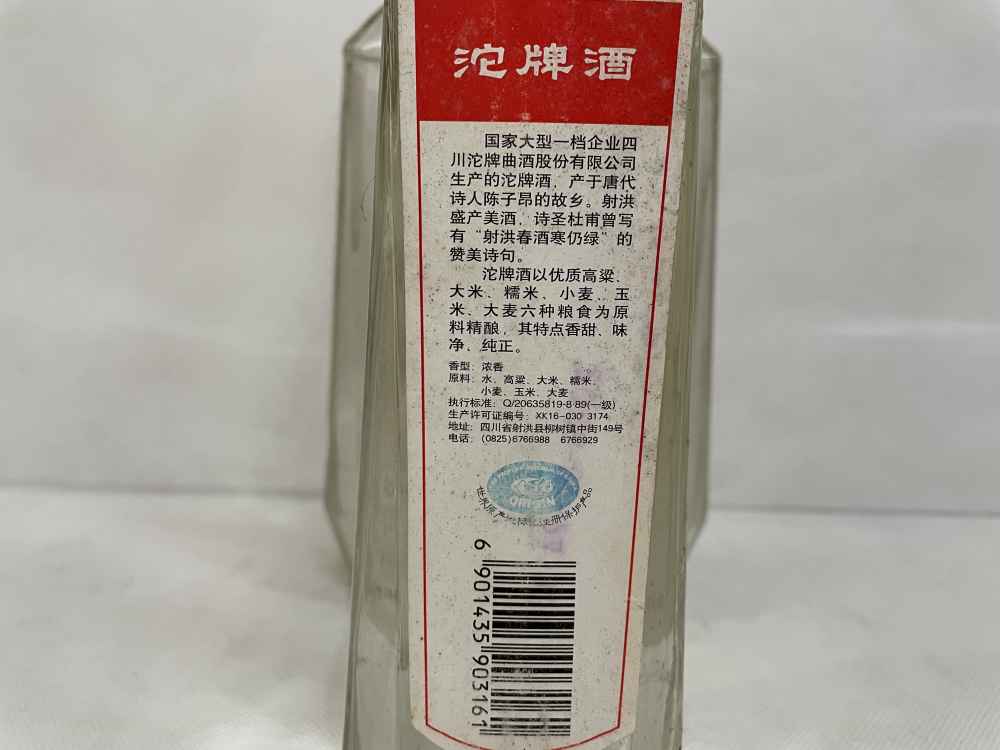 沱牌酒
国家大型一档企业四
川沱牌曲酒股份有限公司
生产的沱牌酒，产于唐代
诗人陈子昂的故乡。射洪
盛产美酒，诗圣杜甫曾写
有“射洪春酒寒仍绿”的
赞美诗句。
沱牌酒以优质高粱、
大米、糯米、小麦、玉
米、大麦六种粮食为原
料精酿，其特点香甜、味
净、纯正。
香型：浓香
原料：水、高粱、大米、糯米、
小麦、玉米、大麦
执行标准：Q/20635819-8 89(一级)
生产许可证编号：XK16-030 3174
地址：四川省射洪县柳树镇中街149号
电话：(0825)6766988 6766929
册保护产品
6 901435 903161